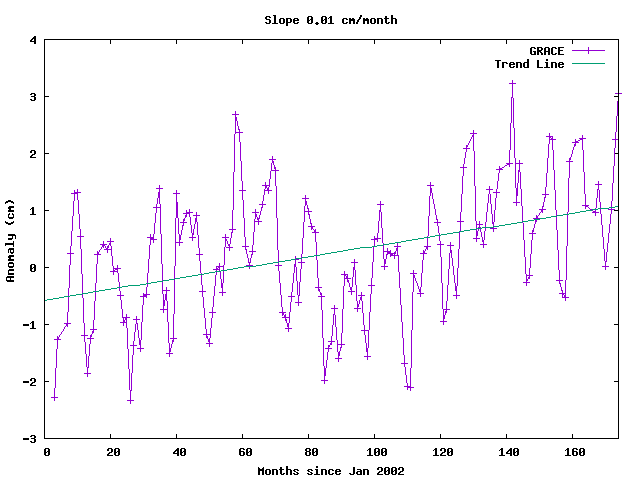 Slope 0.01 cm/month
GRACE
Trend Line
4
3
2
1
0
-1
-2
-3
Anomaly (cm)
0 20 40 60 80 100 120 140 160
Months since Jan 2002